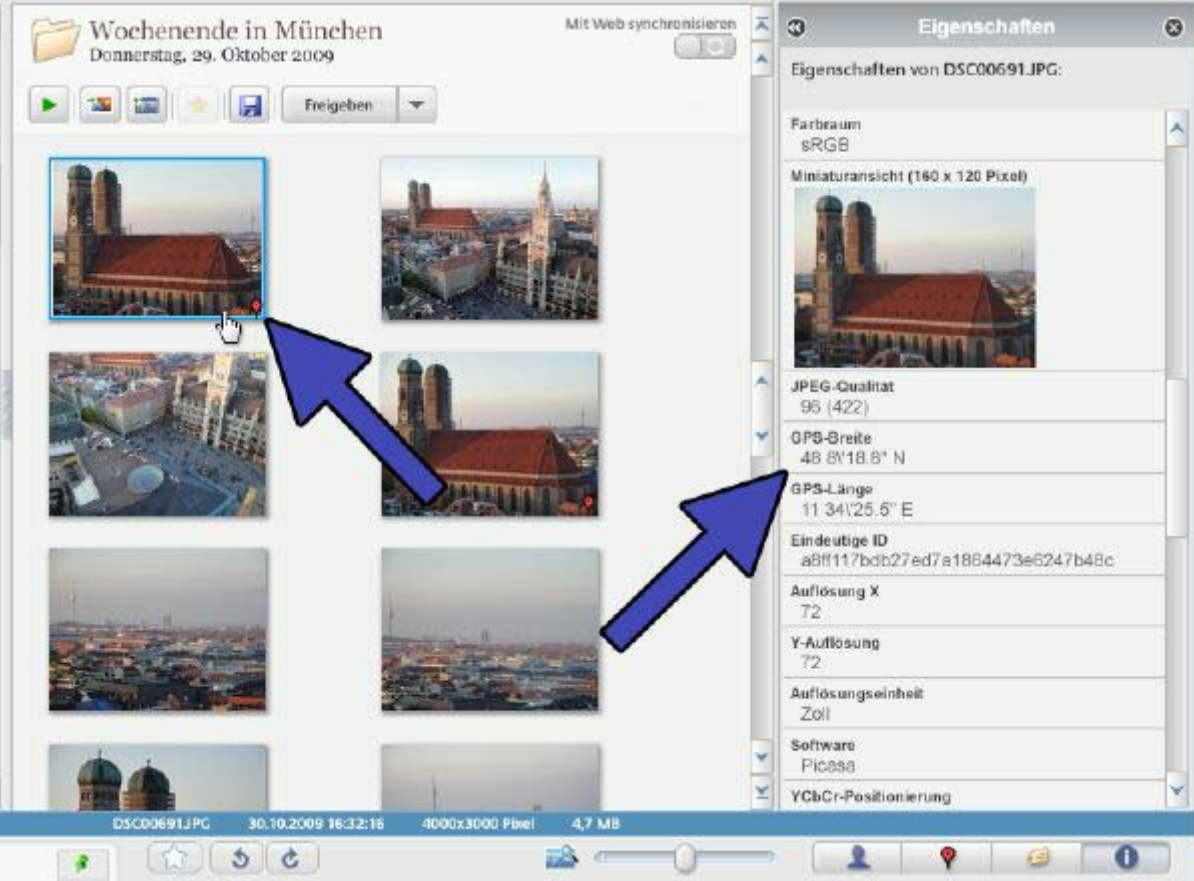 Wochenende in München
Donnerstag, 29. Oktober 2009
Mit Web synchronisieren
Freigeben
Eigenschaften
Eigenschaften von DSC00691.JPG:
Farbraum
sRGB
Miniaturansicht (160 x 120 Pixel)
JPEG-Qualität
96 (422)
GPS-Breite
48 8\'18.8" N
GPS-Länge
11 34\'25.5" E
Eindeutige ID
a8ff117bdb27ed7a1864473e6247b48c
Auflösung X
72
Y-Auflösung
72
Auflösungseinheit
Zoll
Software
Picasa
YCbCr-Positionierung
DSC00691.JPG 30.10.2009 16:32:16 4000x3000 Pixel 4,7 MB